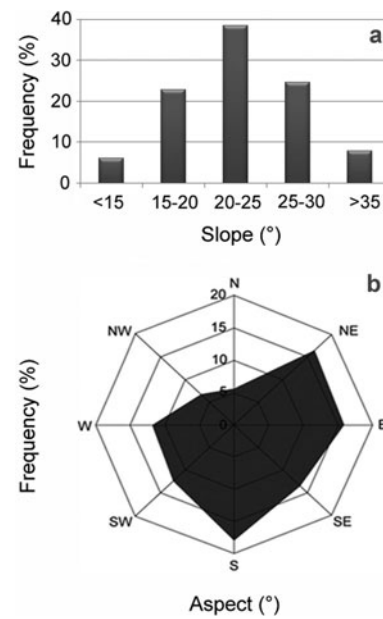 a
Frequency (%)
40
30
20
10
0
<15 15-20 20-25 25-30 >35
Slope (°)
b
Frequency (%)
N
NE
E
SE
S
SW
W
NW
20
15
10
5
0
Aspect (°)